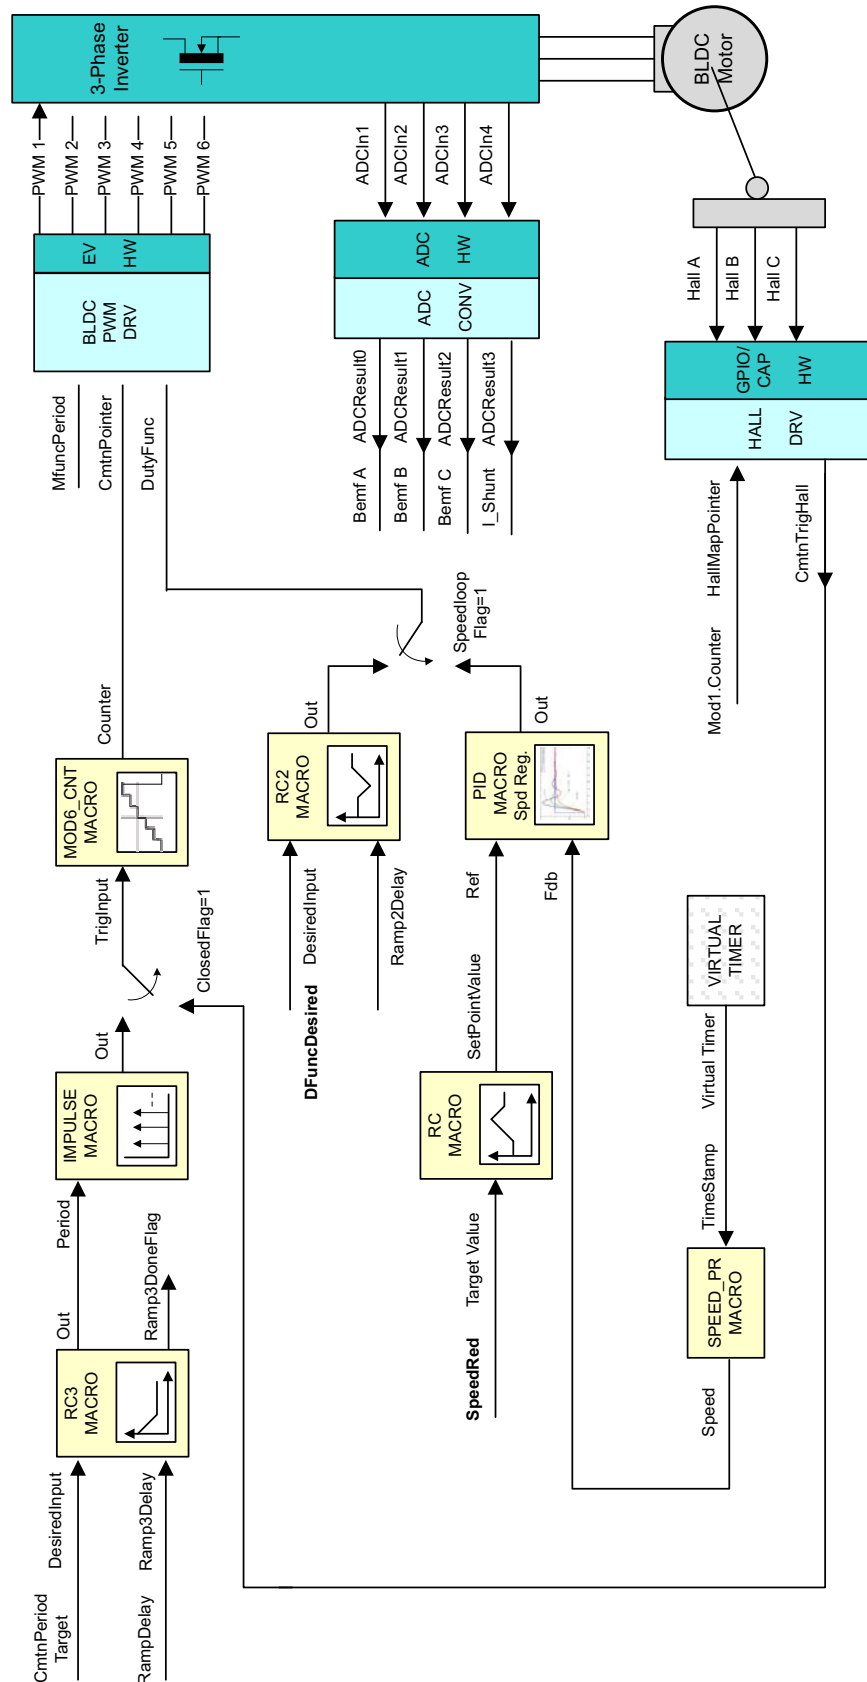 CmtnPeriod
Target
DesiredInput
RampDelay
Ramp3Delay
RC3
MACRO
Out
Period
Ramp3DoneFlag
IMPULSE
MACRO
Out
ClosedFlag=1
TrigInput
MOD6_CNT
MACRO
Counter
MfuncPeriod
CmtnPointer
DutyFunc
BLDC
PWM
DRV
EV
HW
PWM 1
PWM 2
PWM 3
PWM 4
PWM 5
PWM 6
3-Phase
Inverter
DFuncDesired
DesiredInput
Ramp2Delay
RC2
MACRO
Out
Speedloop
Flag=1
SpeedRed
Target Value
RC
MACRO
SetPointValue
Ref
Fdb
PID
MACRO
Spd Reg.
Out
Bemf A
ADCResult0
Bemf B
ADCResult1
Bemf C
ADCResult2
I_Shunt
ADCResult3
ADC
CONV
ADC
HW
ADCIn1
ADCIn2
ADCIn3
ADCIn4
BLDC
Motor
Speed
SPEED_PR
MACRO
TimeStamp
Virtual Timer
VIRTUAL
TIMER
Mod1.Counter
HallMapPointer
CmtnTrigHall
HALL
DRV
GPIO/
CAP
HW
Hall A
Hall B
Hall C